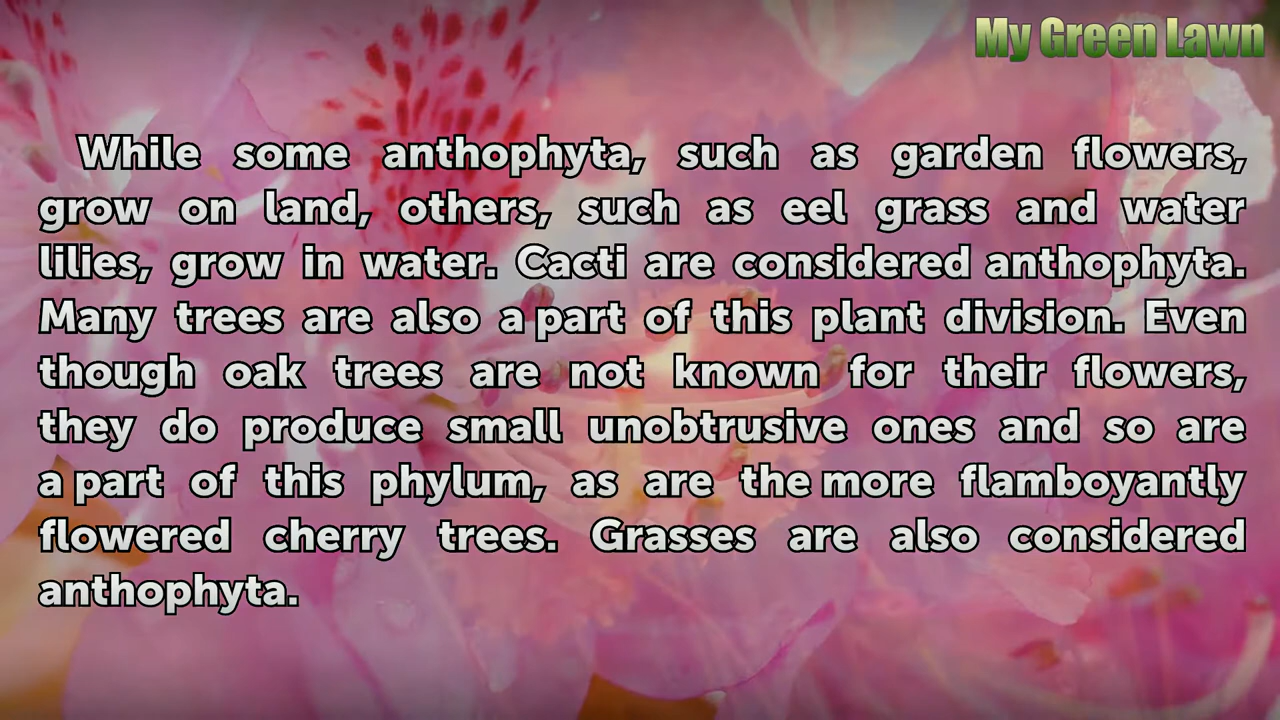 My Green Lawn
While some anthophyta, such as garden flowers,
grow on land, others, such as eel grass and water
lilies, grow in water. Cacti are considered anthophyta.
Many trees are also a part of this plant division. Even
though oak trees are not known for their flowers,
they do produce small unobtrusive ones and so are
a part of this phylum, as are the more flamboyantly
flowered cherry trees. Grasses are also considered
anthophyta.